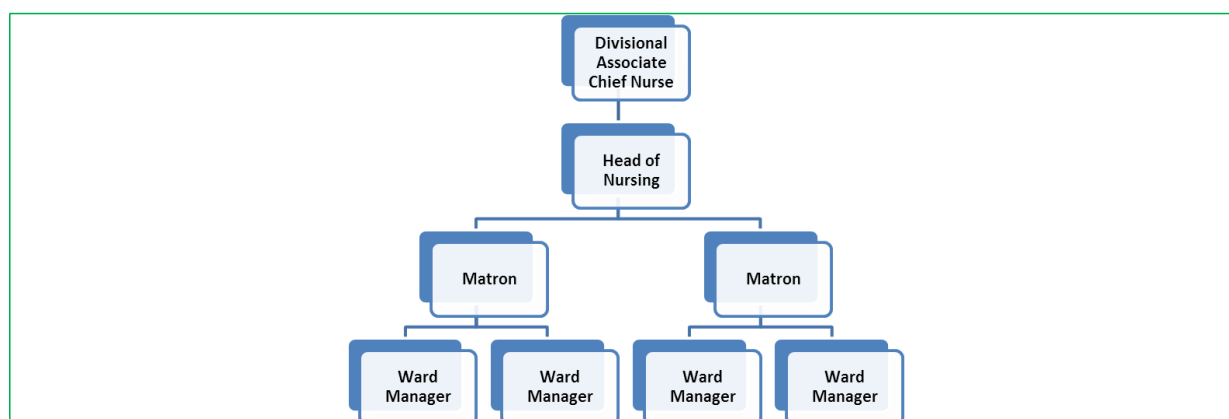 Divisional
Associate
Chief Nurse
Head of
Nursing
Matron
Matron
Ward
Manager
Ward
Manager
Ward
Manager
Ward
Manager